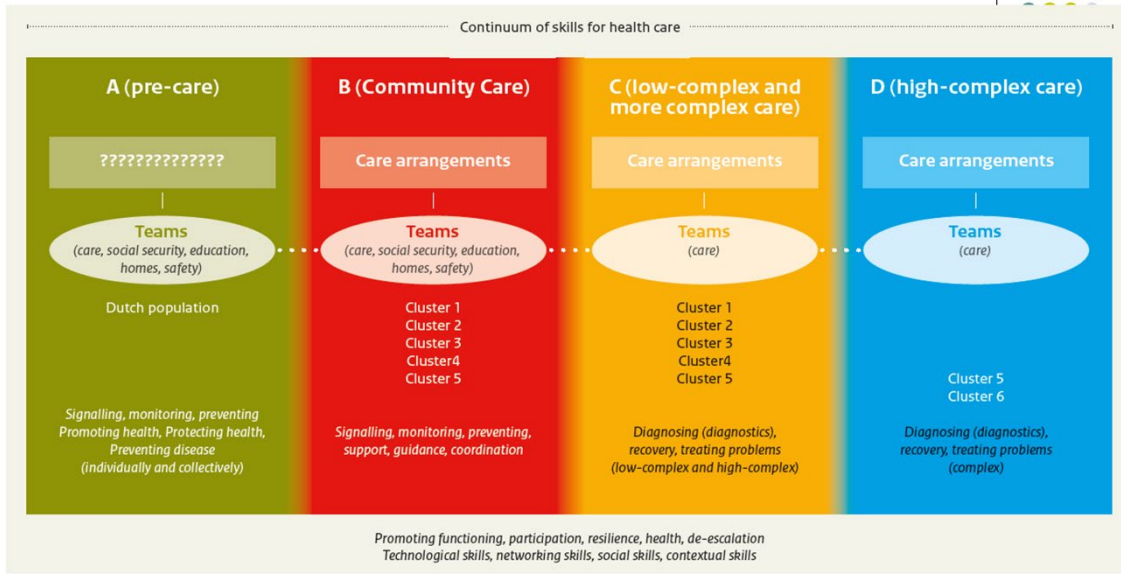 Continuum of skills for health care
A (pre-care)
??????????????
Teams
(care, social security, education,
homes, safety)
Dutch population
Signalling, monitoring, preventing
Promoting health, Protecting health,
Preventing disease
(individually and collectively)
B (Community Care)
Care arrangements
Teams
(care, social security, education,
homes, safety)
Cluster 1
Cluster 2
Cluster 3
Cluster4
Cluster 5
Signalling, monitoring, preventing,
support, guidance, coordination
C (low-complex and
more complex care)
Care arrangements
Teams
(care)
Cluster 1
Cluster 2
Cluster 3
Cluster4
Cluster 5
Diagnosing (diagnostics),
recovery, treating problems
(low-complex and high-complex)
D (high-complex care)
Care arrangements
Teams
(care)
Cluster 5
Cluster 6
Diagnosing (diagnostics),
recovery, treating problems
(complex)
Promoting functioning, participation, resilience, health, de-escalation
Technological skills, networking skills, social skills, contextual skills